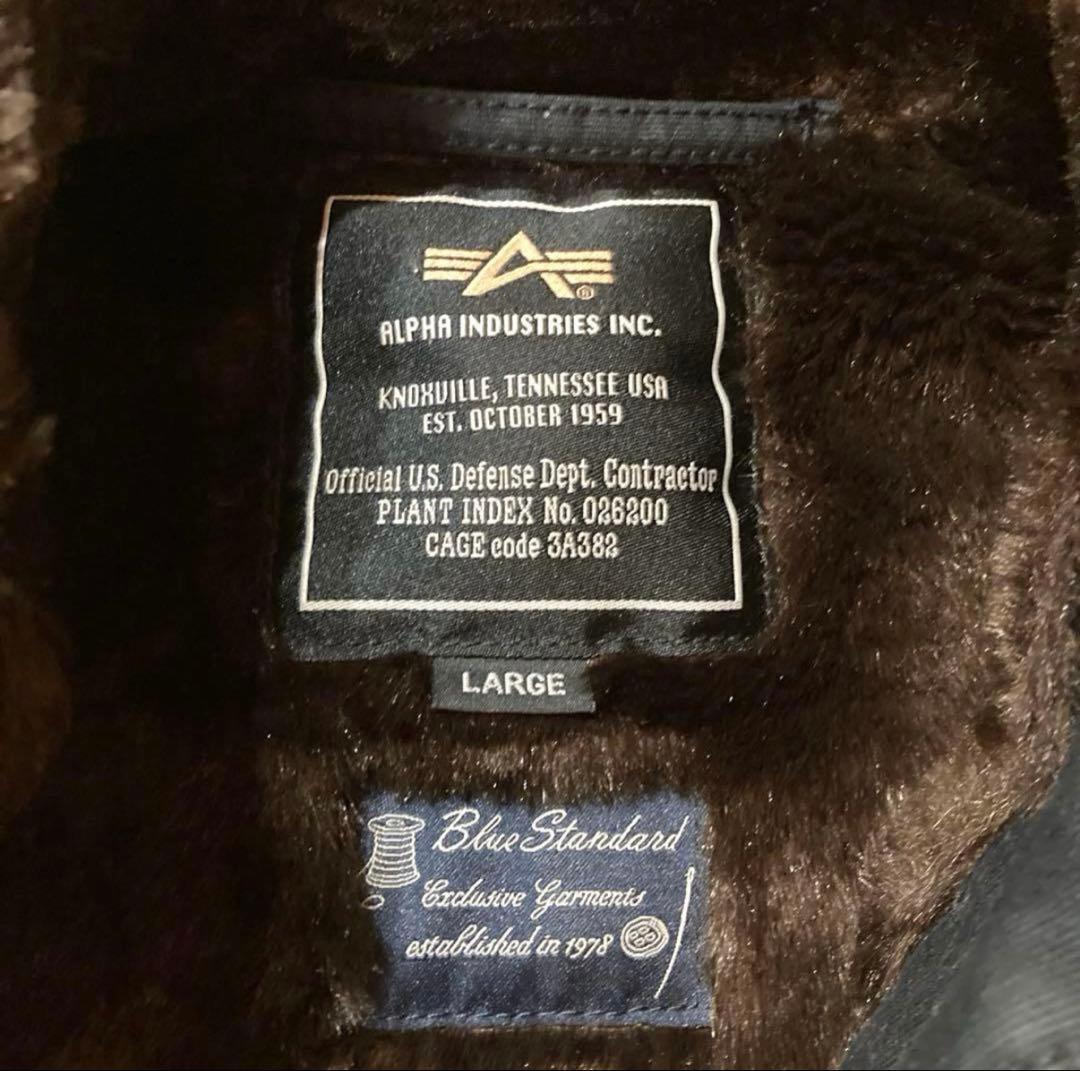 ALPHA INDUSTRIES INC.
KNOXVILLE, TENNESSEE USA
EST. OCTOBER 1959
Official U.S. Defense Dept. Contractor
PLANT INDEX No. 026200
CAGE code 3A382
LARGE
Blue Standard
Exclusive Garments
established in 1978